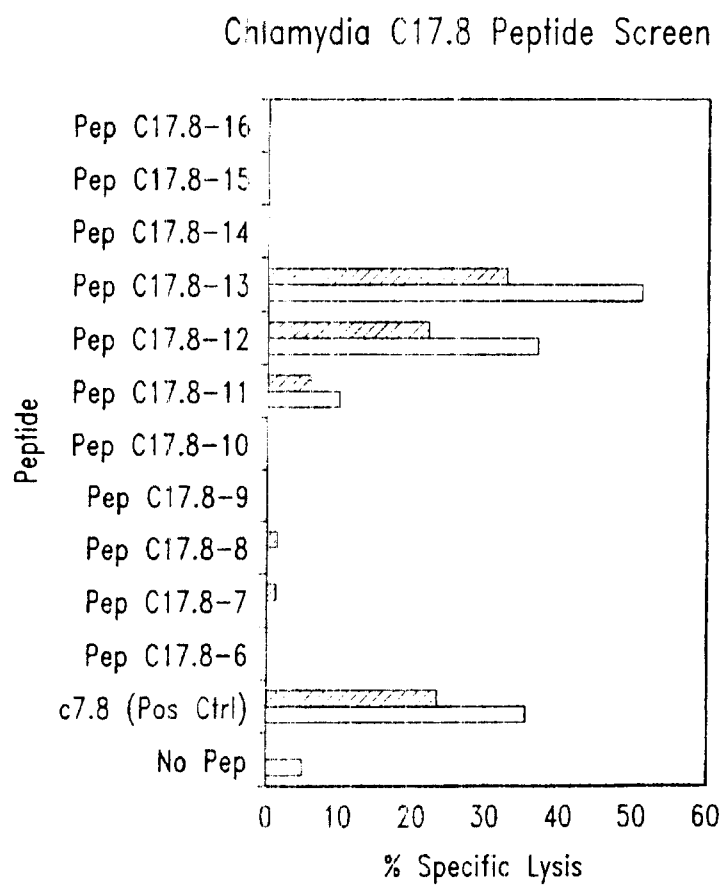 Chlamydia C17.8 Peptide Screen
Pep C17.8-16
Pep C17.8-15
Pep C17.8-14
Pep C17.8-13
Pep C17.8-12
Pep C17.8-11
Pep C17.8-10
Pep C17.8-9
Pep C17.8-8
Pep C17.8-7
Pep C17.8-6
c7.8 (Pos Ctrl)
No Pep
Peptide
0 10 20 30 40 50 60
% Specific Lysis